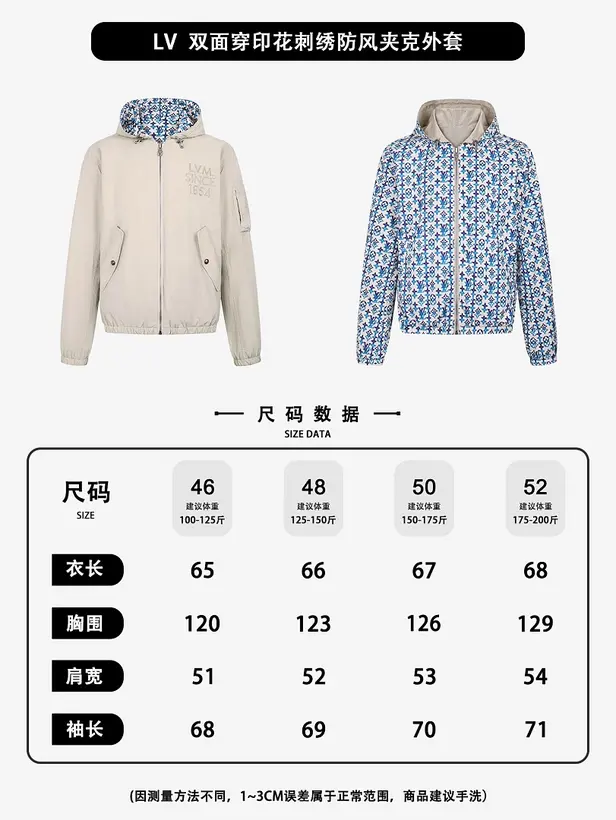 LV 双面穿印花刺绣防风夹克外套
LVM
SINCE
1854
尺码数据
SIZE DATA
尺码 46 48 50 52
SIZE 建议体重 建议体重 建议体重 建议体重
100-125斤 125-150斤 150-175斤 175-200斤
衣长 65 66 67 68
胸围 120 123 126 129
肩宽 51 52 53 54
袖长 68 69 70 71
(因测量方法不同，1~3CM误差属于正常范围，商品建议手洗)